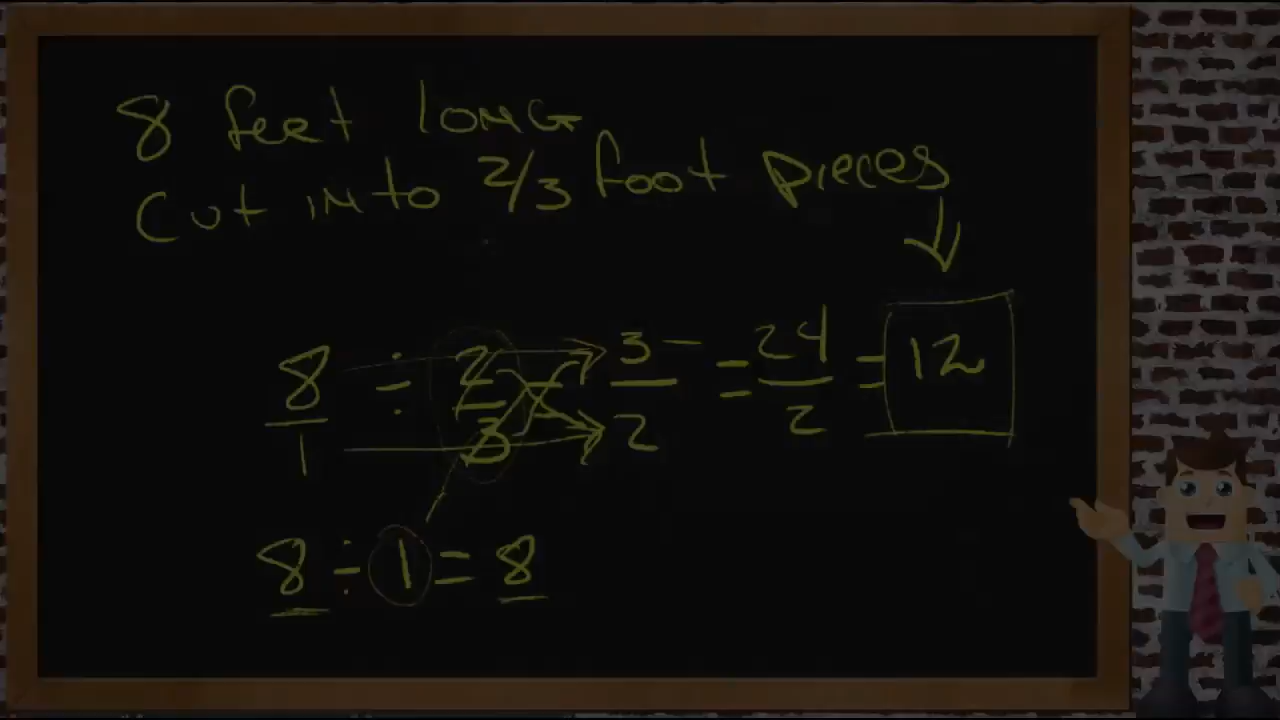 8 feet long
cut into 2/3 foot pieces
8/1 ÷ 2/3 = 3/2 = 24/2 = 12
8 ÷ 1 = 8